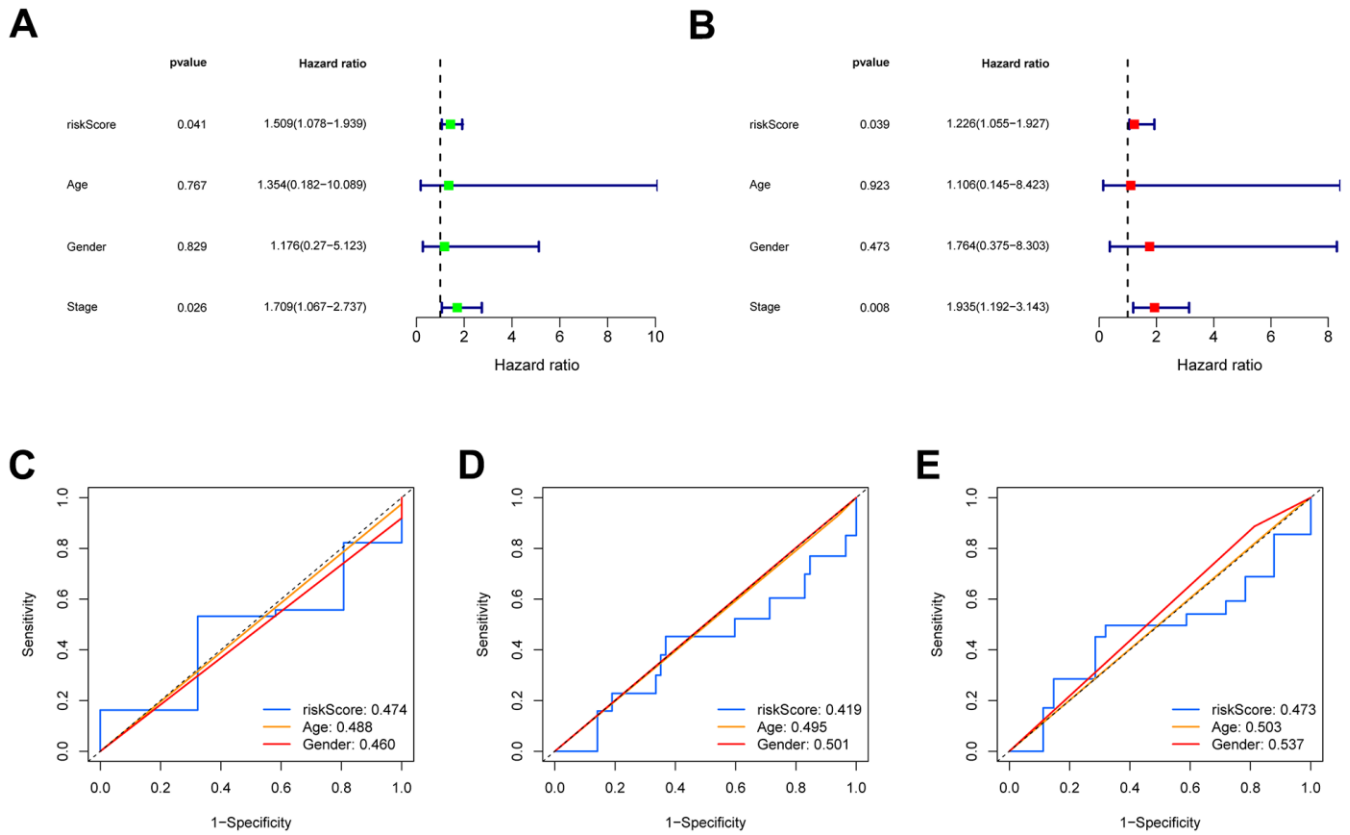 A
pvalue Hazard ratio
riskScore 0.041 1.509(1.078−1.939)
Age 0.767 1.354(0.182−10.089)
Gender 0.829 1.176(0.27−5.123)
Stage 0.026 1.709(1.067−2.737)
0 2 4 6 8 10
Hazard ratio
B
pvalue Hazard ratio
riskScore 0.039 1.226(1.055−1.927)
Age 0.923 1.106(0.145−8.423)
Gender 0.473 1.764(0.375−8.303)
Stage 0.008 1.935(1.192−3.143)
0 2 4 6 8
Hazard ratio
C
Sensitivity
1.0
0.8
0.6
0.4
0.2
0.0
riskScore: 0.474
Age: 0.488
Gender: 0.460
0.0 0.2 0.4 0.6 0.8 1.0
1−Specificity
D
Sensitivity
1.0
0.8
0.6
0.4
0.2
0.0
riskScore: 0.419
Age: 0.495
Gender: 0.501
0.0 0.2 0.4 0.6 0.8 1.0
1−Specificity
E
Sensitivity
1.0
0.8
0.6
0.4
0.2
0.0
riskScore: 0.473
Age: 0.503
Gender: 0.537
0.0 0.2 0.4 0.6 0.8 1.0
1−Specificity